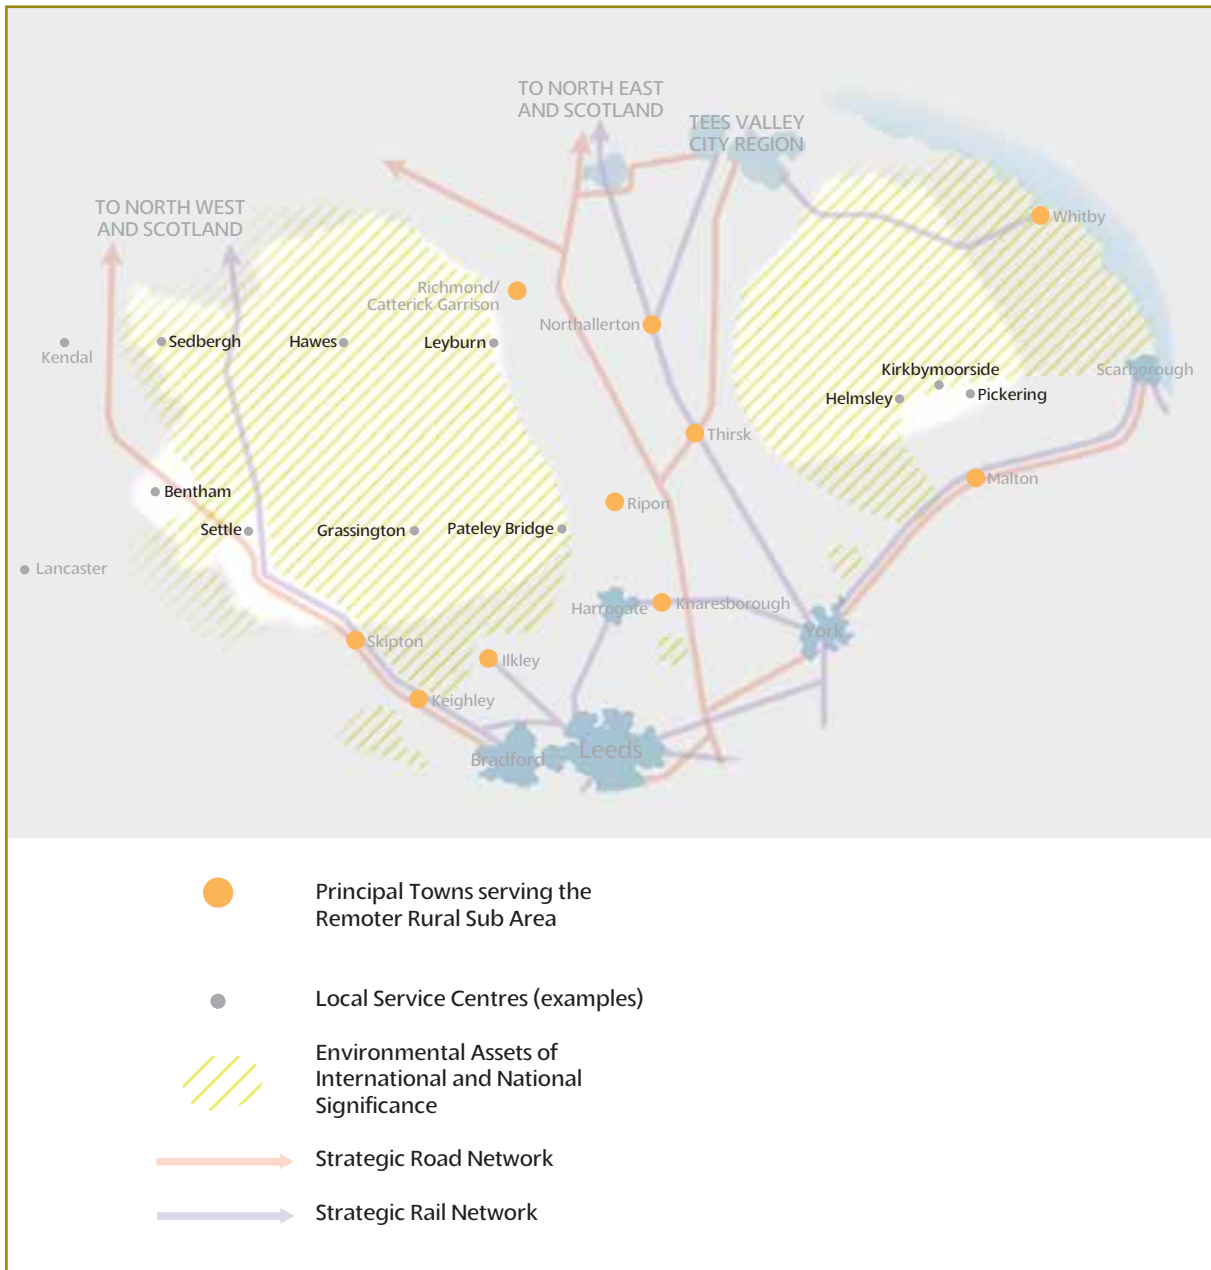 TO NORTH EAST
AND SCOTLAND
TEES VALLEY
CITY REGION
TO NORTH WEST
AND SCOTLAND
Whitby
Richmond/
Catterick Garrison
Northallerton
Kendal
Sedbergh
Hawes
Leyburn
Kirkbymoorside
Scarborough
Helmsley
Pickering
Thirsk
Malton
Bentham
Ripon
Settle
Grassington
Pateley Bridge
Lancaster
Harrogate
Knaresborough
York
Skipton
Ilkley
Keighley
Bradford
Leeds
Principal Towns serving the
Remoter Rural Sub Area
Local Service Centres (examples)
Environmental Assets of
International and National
Significance
Strategic Road Network
Strategic Rail Network